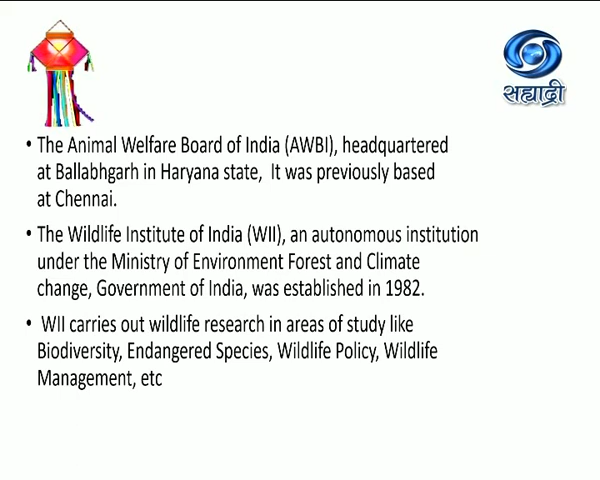 सह्याद्री
• The Animal Welfare Board of India (AWBI), headquartered
at Ballabhgarh in Haryana state, It was previously based
at Chennai.
• The Wildlife Institute of India (WII), an autonomous institution
under the Ministry of Environment Forest and Climate
change, Government of India, was established in 1982.
• WII carries out wildlife research in areas of study like
Biodiversity, Endangered Species, Wildlife Policy, Wildlife
Management, etc